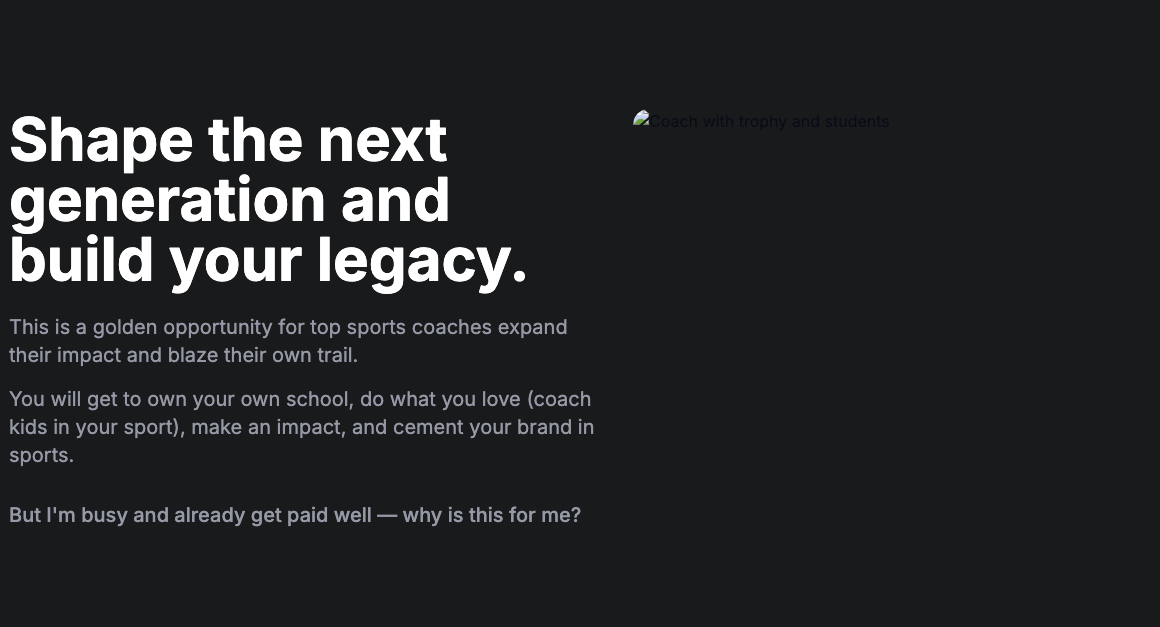 Shape the next
generation and
build your legacy.
Coach with trophy and students
This is a golden opportunity for top sports coaches expand
their impact and blaze their own trail.
You will get to own your own school, do what you love (coach
kids in your sport), make an impact, and cement your brand in
sports.
But I'm busy and already get paid well — why is this for me?